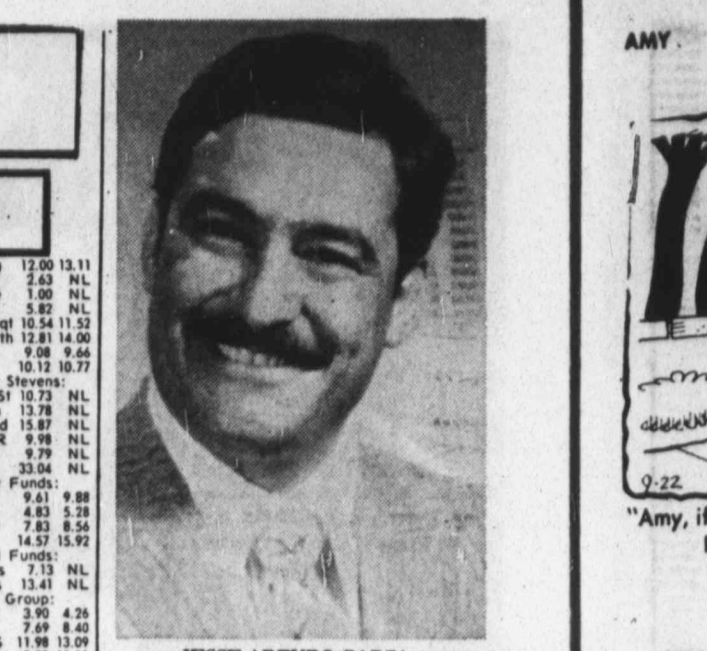 12.00 13.11
2.63 NL
1.00 NL
5.82 NL
qt 10.54 11.52
th 12.81 14.00
9.08 9.66
10.12 10.77
Stevens:
St 10.73 NL
13.78 NL
d 15.87 NL
R 9.98 NL
9.79 NL
33.04 NL
Funds:
9.61 9.88
4.83 5.28
7.83 8.56
14.57 15.92
Funds:
s 7.13 NL
13.41 NL
Group:
3.90 4.26
7.69 8.40
11.98 13.09
AMY
9-22
"Amy, if